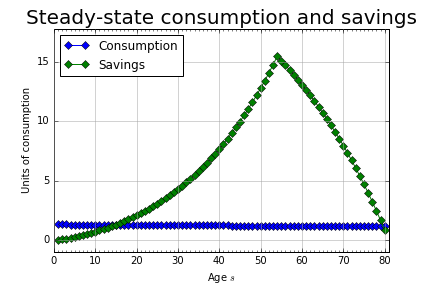 Steady-state consumption and savings
Consumption
Savings
Units of consumption
15
10
5
0
0 10 20 30 40 50 60 70 80
Age s